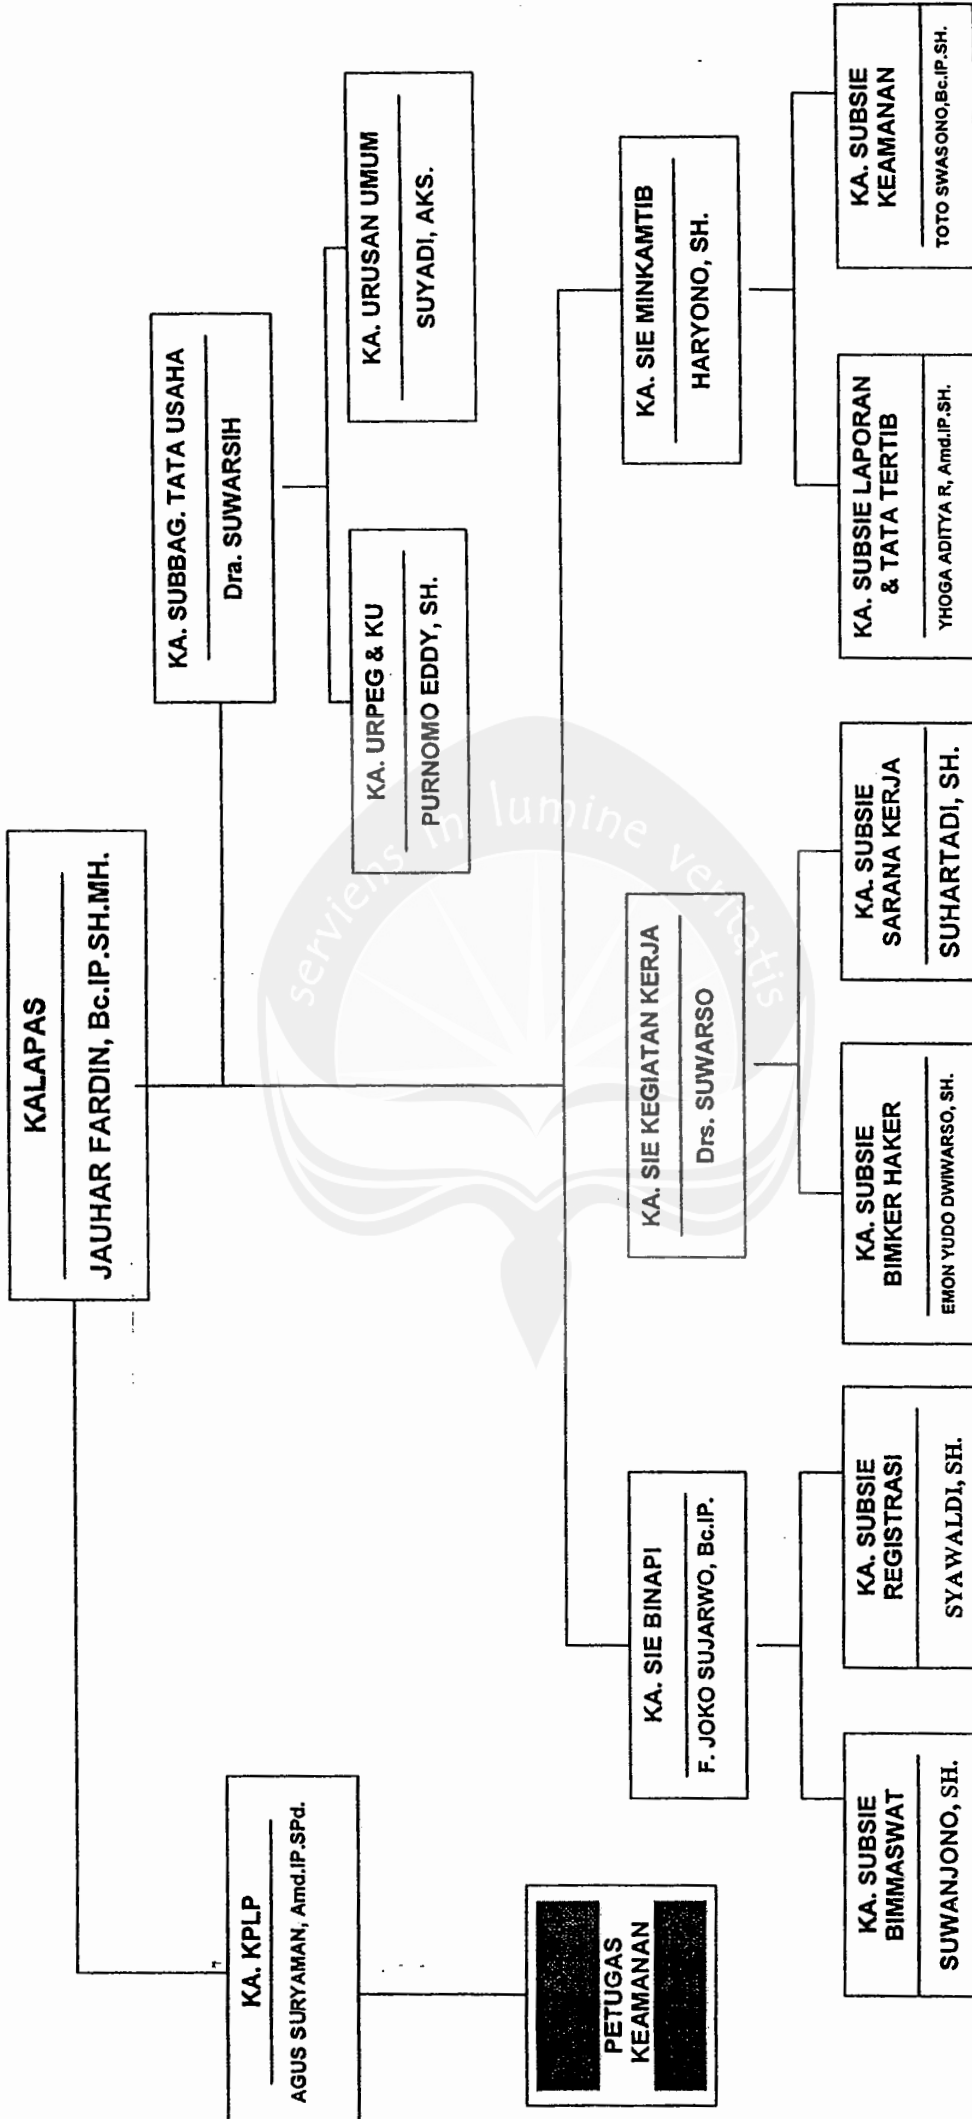 KALAPAS
JAUHAR FARDIN, Bc.IP.SH.MH.
KA. KPLP
AGUS SURYAMAN, Amd.IP.SPd.
PETUGAS
KEAMANAN
KA. SUBBAG. TATA USAHA
Dra. SUWARSIH
KA. URPEG & KU
PURNOMO EDDY, SH.
KA. URUSAN UMUM
SUYADI, AKS.
KA. SIE BINAPI
F. JOKO SUJARWO, Bc.IP.
KA. SIE KEGIATAN KERJA
Drs. SUWARSO
KA. SIE MINKAMTIB
HARYONO, SH.
KA. SUBSIE
BIMMASWAT
SUWANJONO, SH.
KA. SUBSIE
REGISTRASI
SYAWALDI, SH.
KA. SUBSIE
BIMKER HAKER
EMON YUDO DWIWARSO, SH.
KA. SUBSIE
SARANA KERJA
SUHARTADI, SH.
KA. SUBSIE LAPORAN
& TATA TERTIB
YHOGA ADITYA R, Amd.IP.SH.
KA. SUBSIE
KEAMANAN
TOTO SWASONO,Bc.IP.SH.
serviens in lumine veritatis